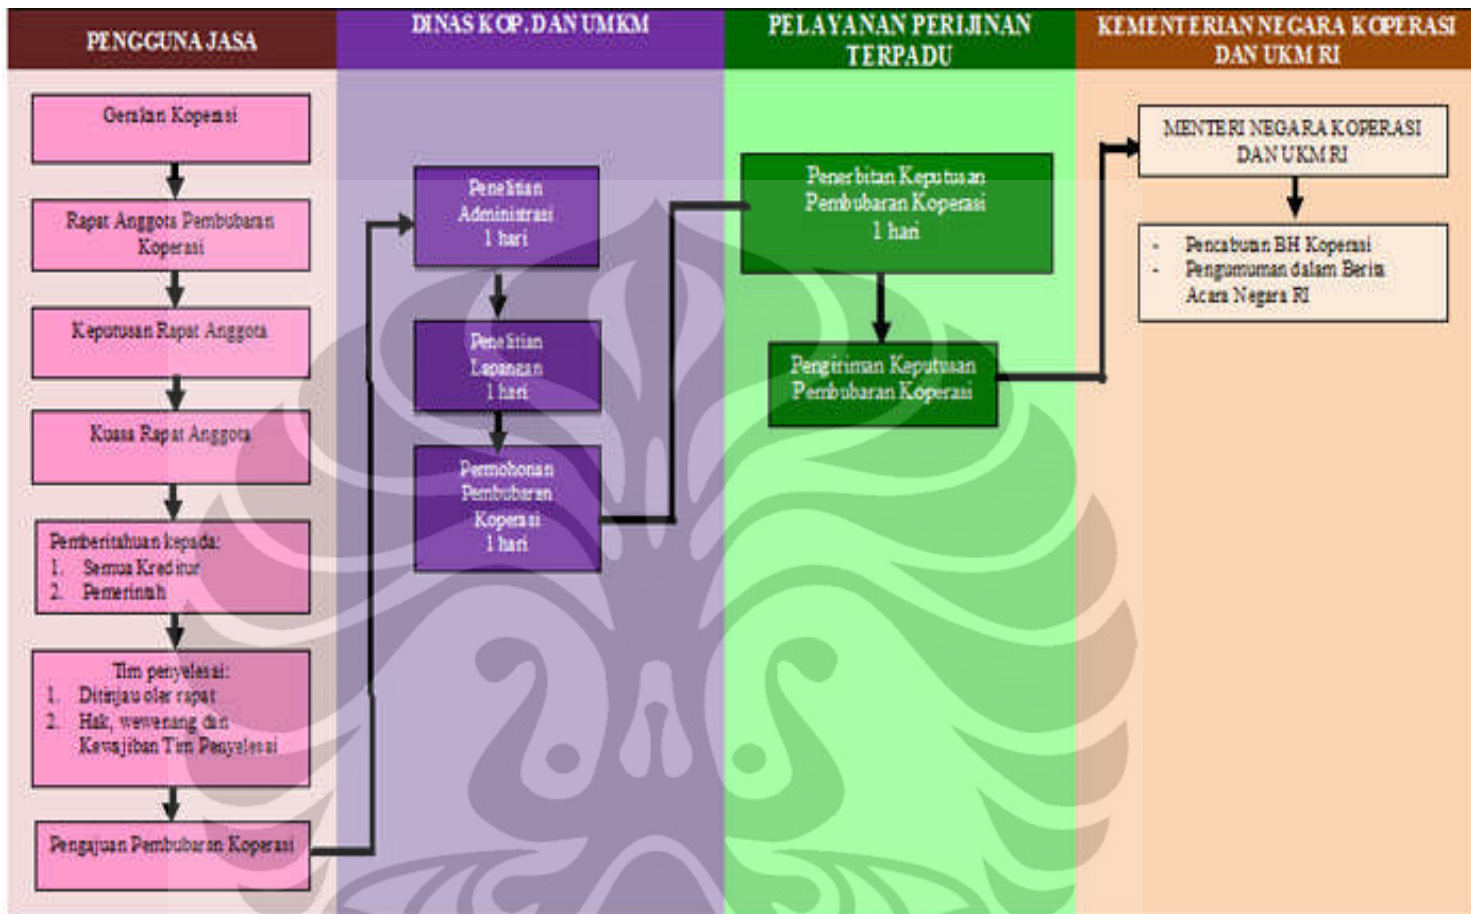 PENGGUNA JASA
Gerakan Koperasi
Rapat Anggota Pembubaran
Koperasi
Keputusan Rapat Anggota
Kuasa Rapat Anggota
Pemberitahuan kepada:
1. Semua Kreditur
2. Pemerintah
Tim penyelesai:
1. Ditinjau oler rapat
2. Hak, wewenang dan
Kewajiban Tim Penyelesai
Pengajuan Pembubaran Koperasi
DINAS KOP. DAN UMKM
Penelitian
Administrasi
1 hari
Penelitian
Lapangan
1 hari
Permohonan
Pembubaran
Koperasi
1 hari
PELAYANAN PERIJINAN
TERPADU
Penerbitan Keputusan
Pembubaran Koperasi
1 hari
Pengiriman Keputusan
Pembubaran Koperasi
KEMENTERIAN NEGARA KOPERASI
DAN UKM RI
MENTERI NEGARA KOPERASI
DAN UKM RI
- Pencabutan BH Koperasi
- Pengumuman dalam Berita
Acara Negara RI